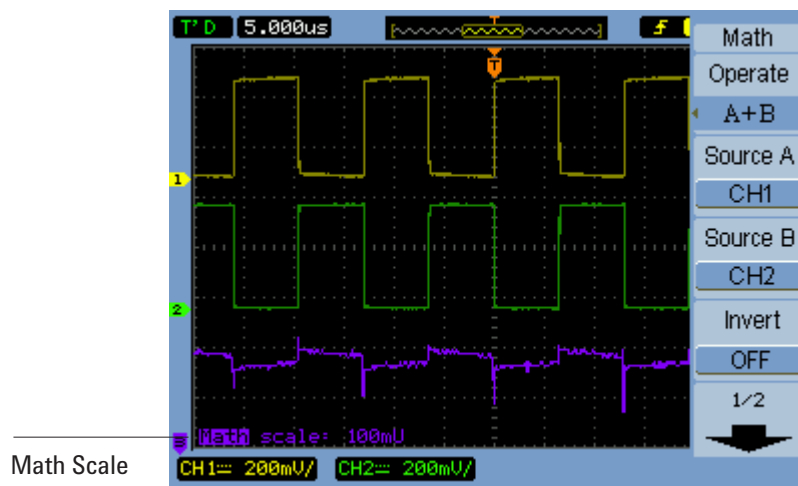 T'D 5.000us
T
T
Math
Operate
A+B
Source A
CH1
Source B
CH2
Invert
OFF
1/2
1
2
Math scale: 100mU
CH1 200mV/ CH2 200mV/
Math Scale